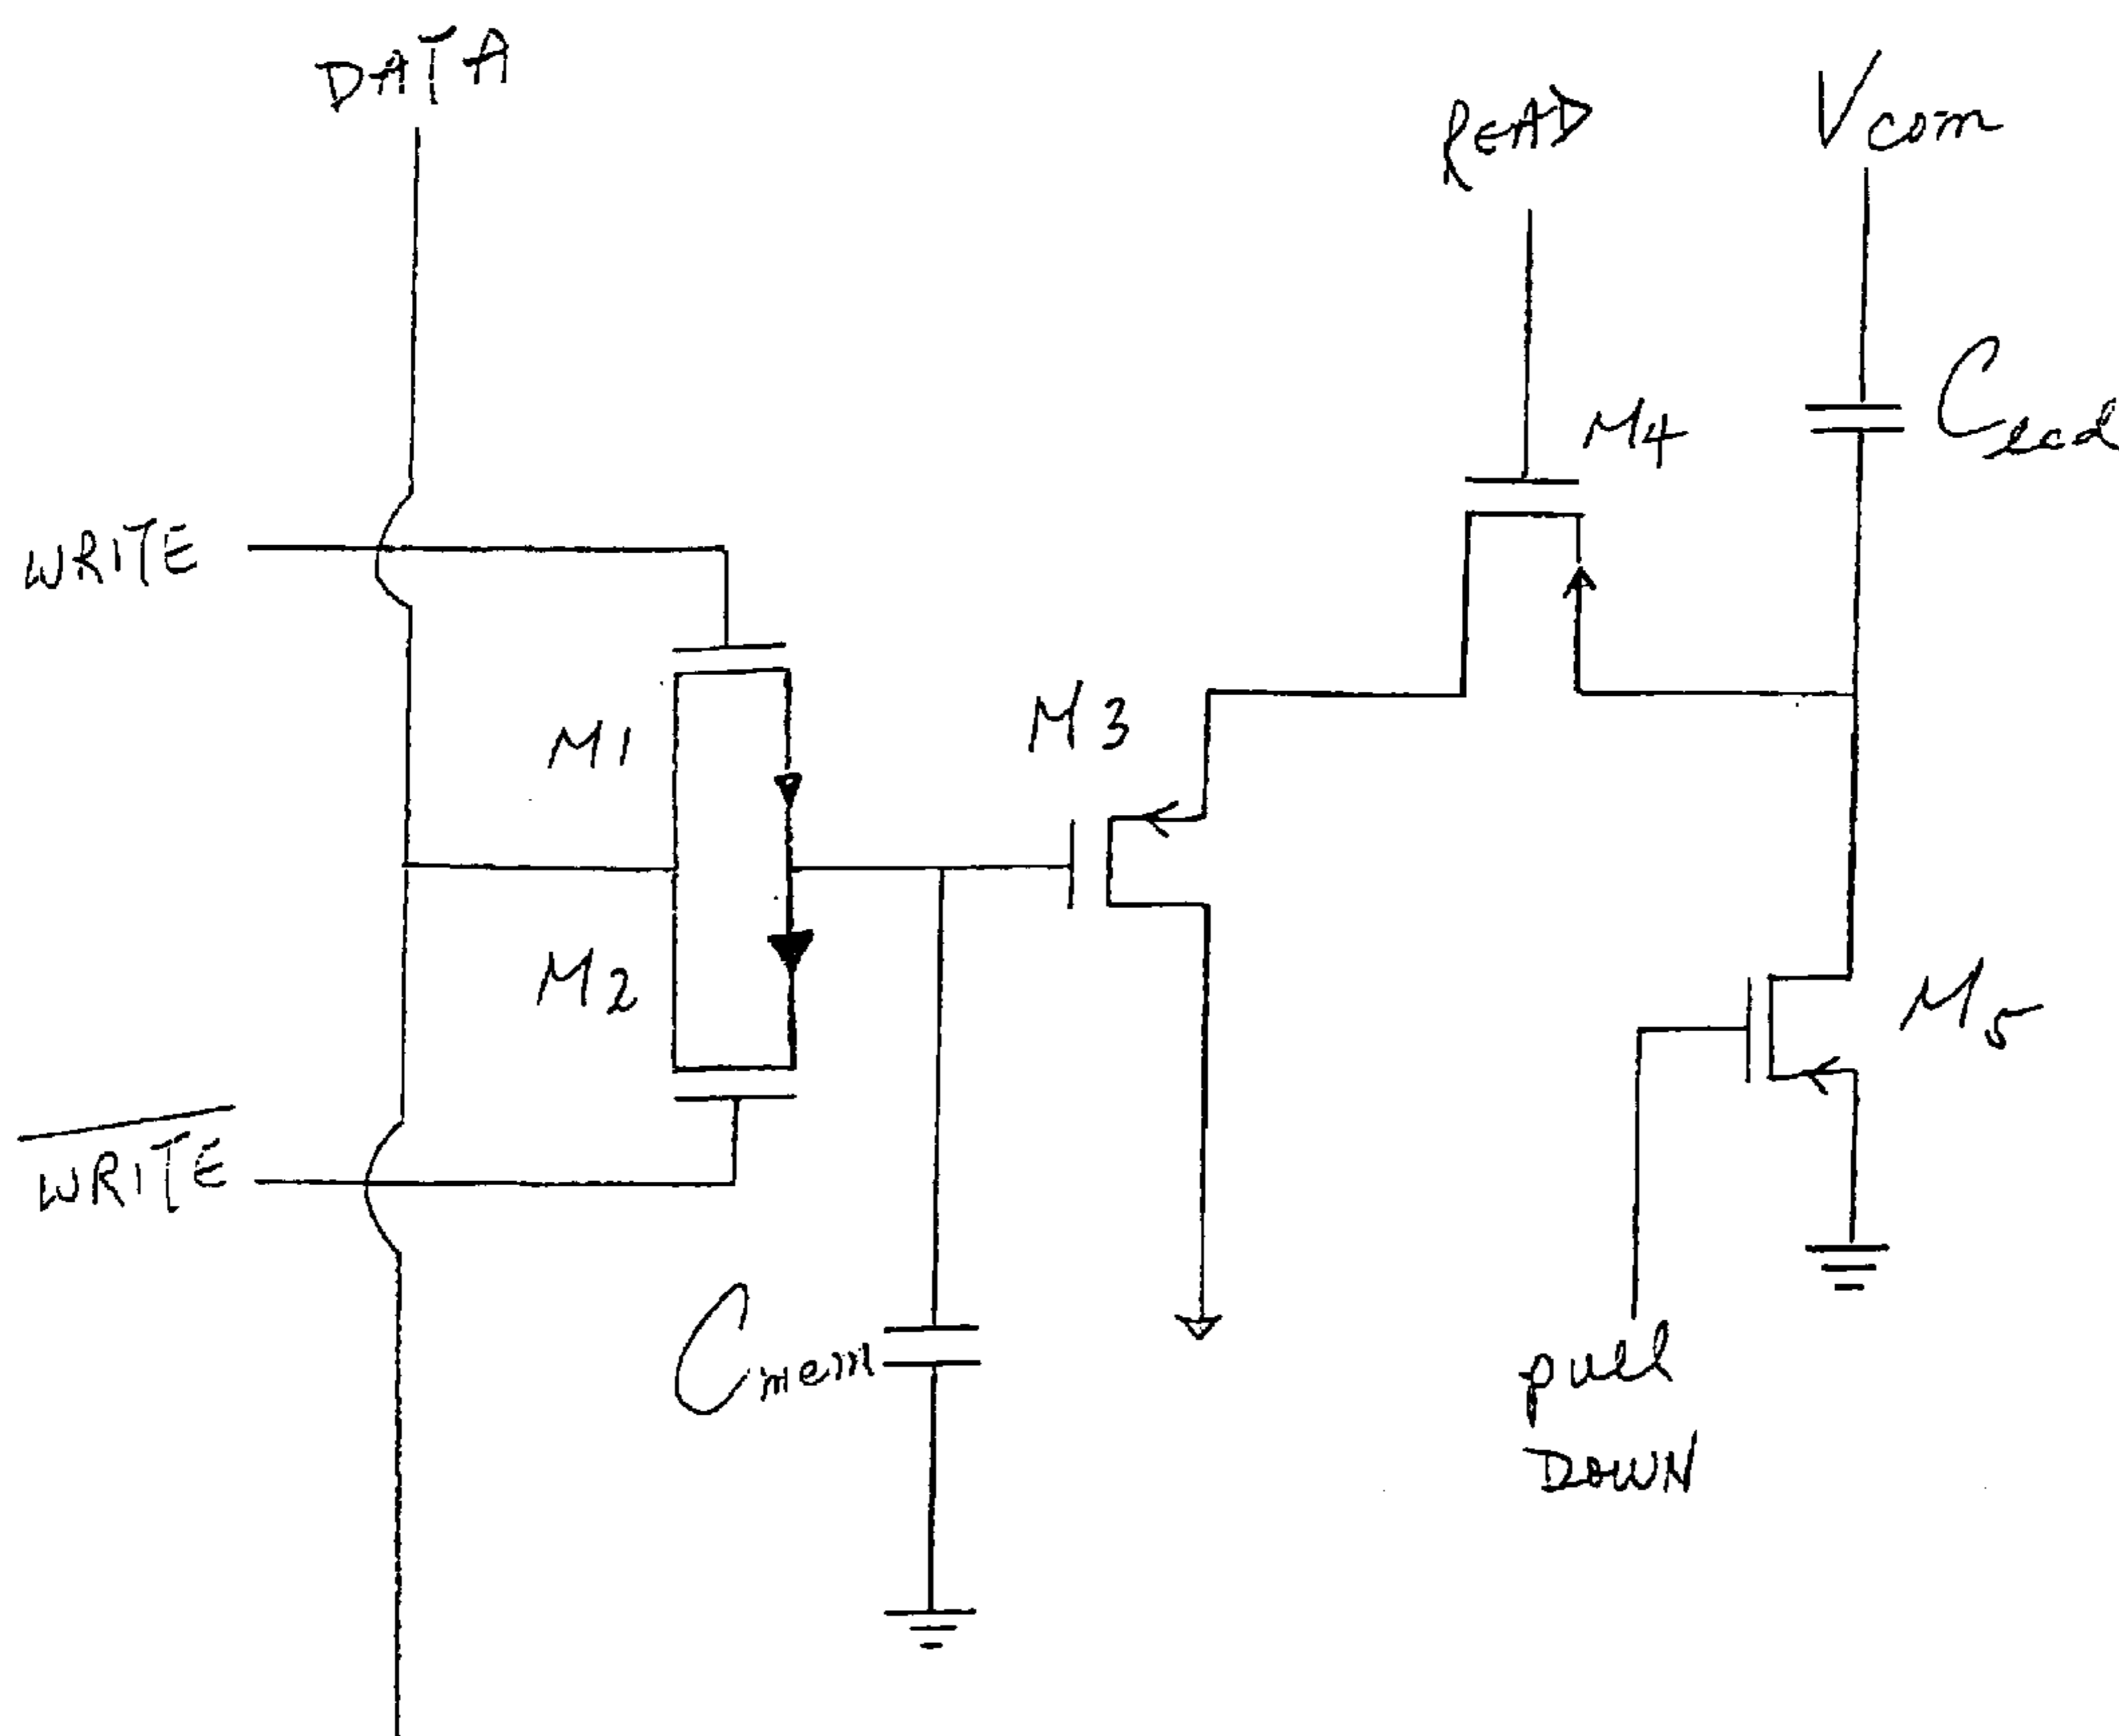 DATA
READ
Vcom
M4
Clcd
WRITE
M1
M3
M2
M5
WRITE
Cmem
pull
DOWN